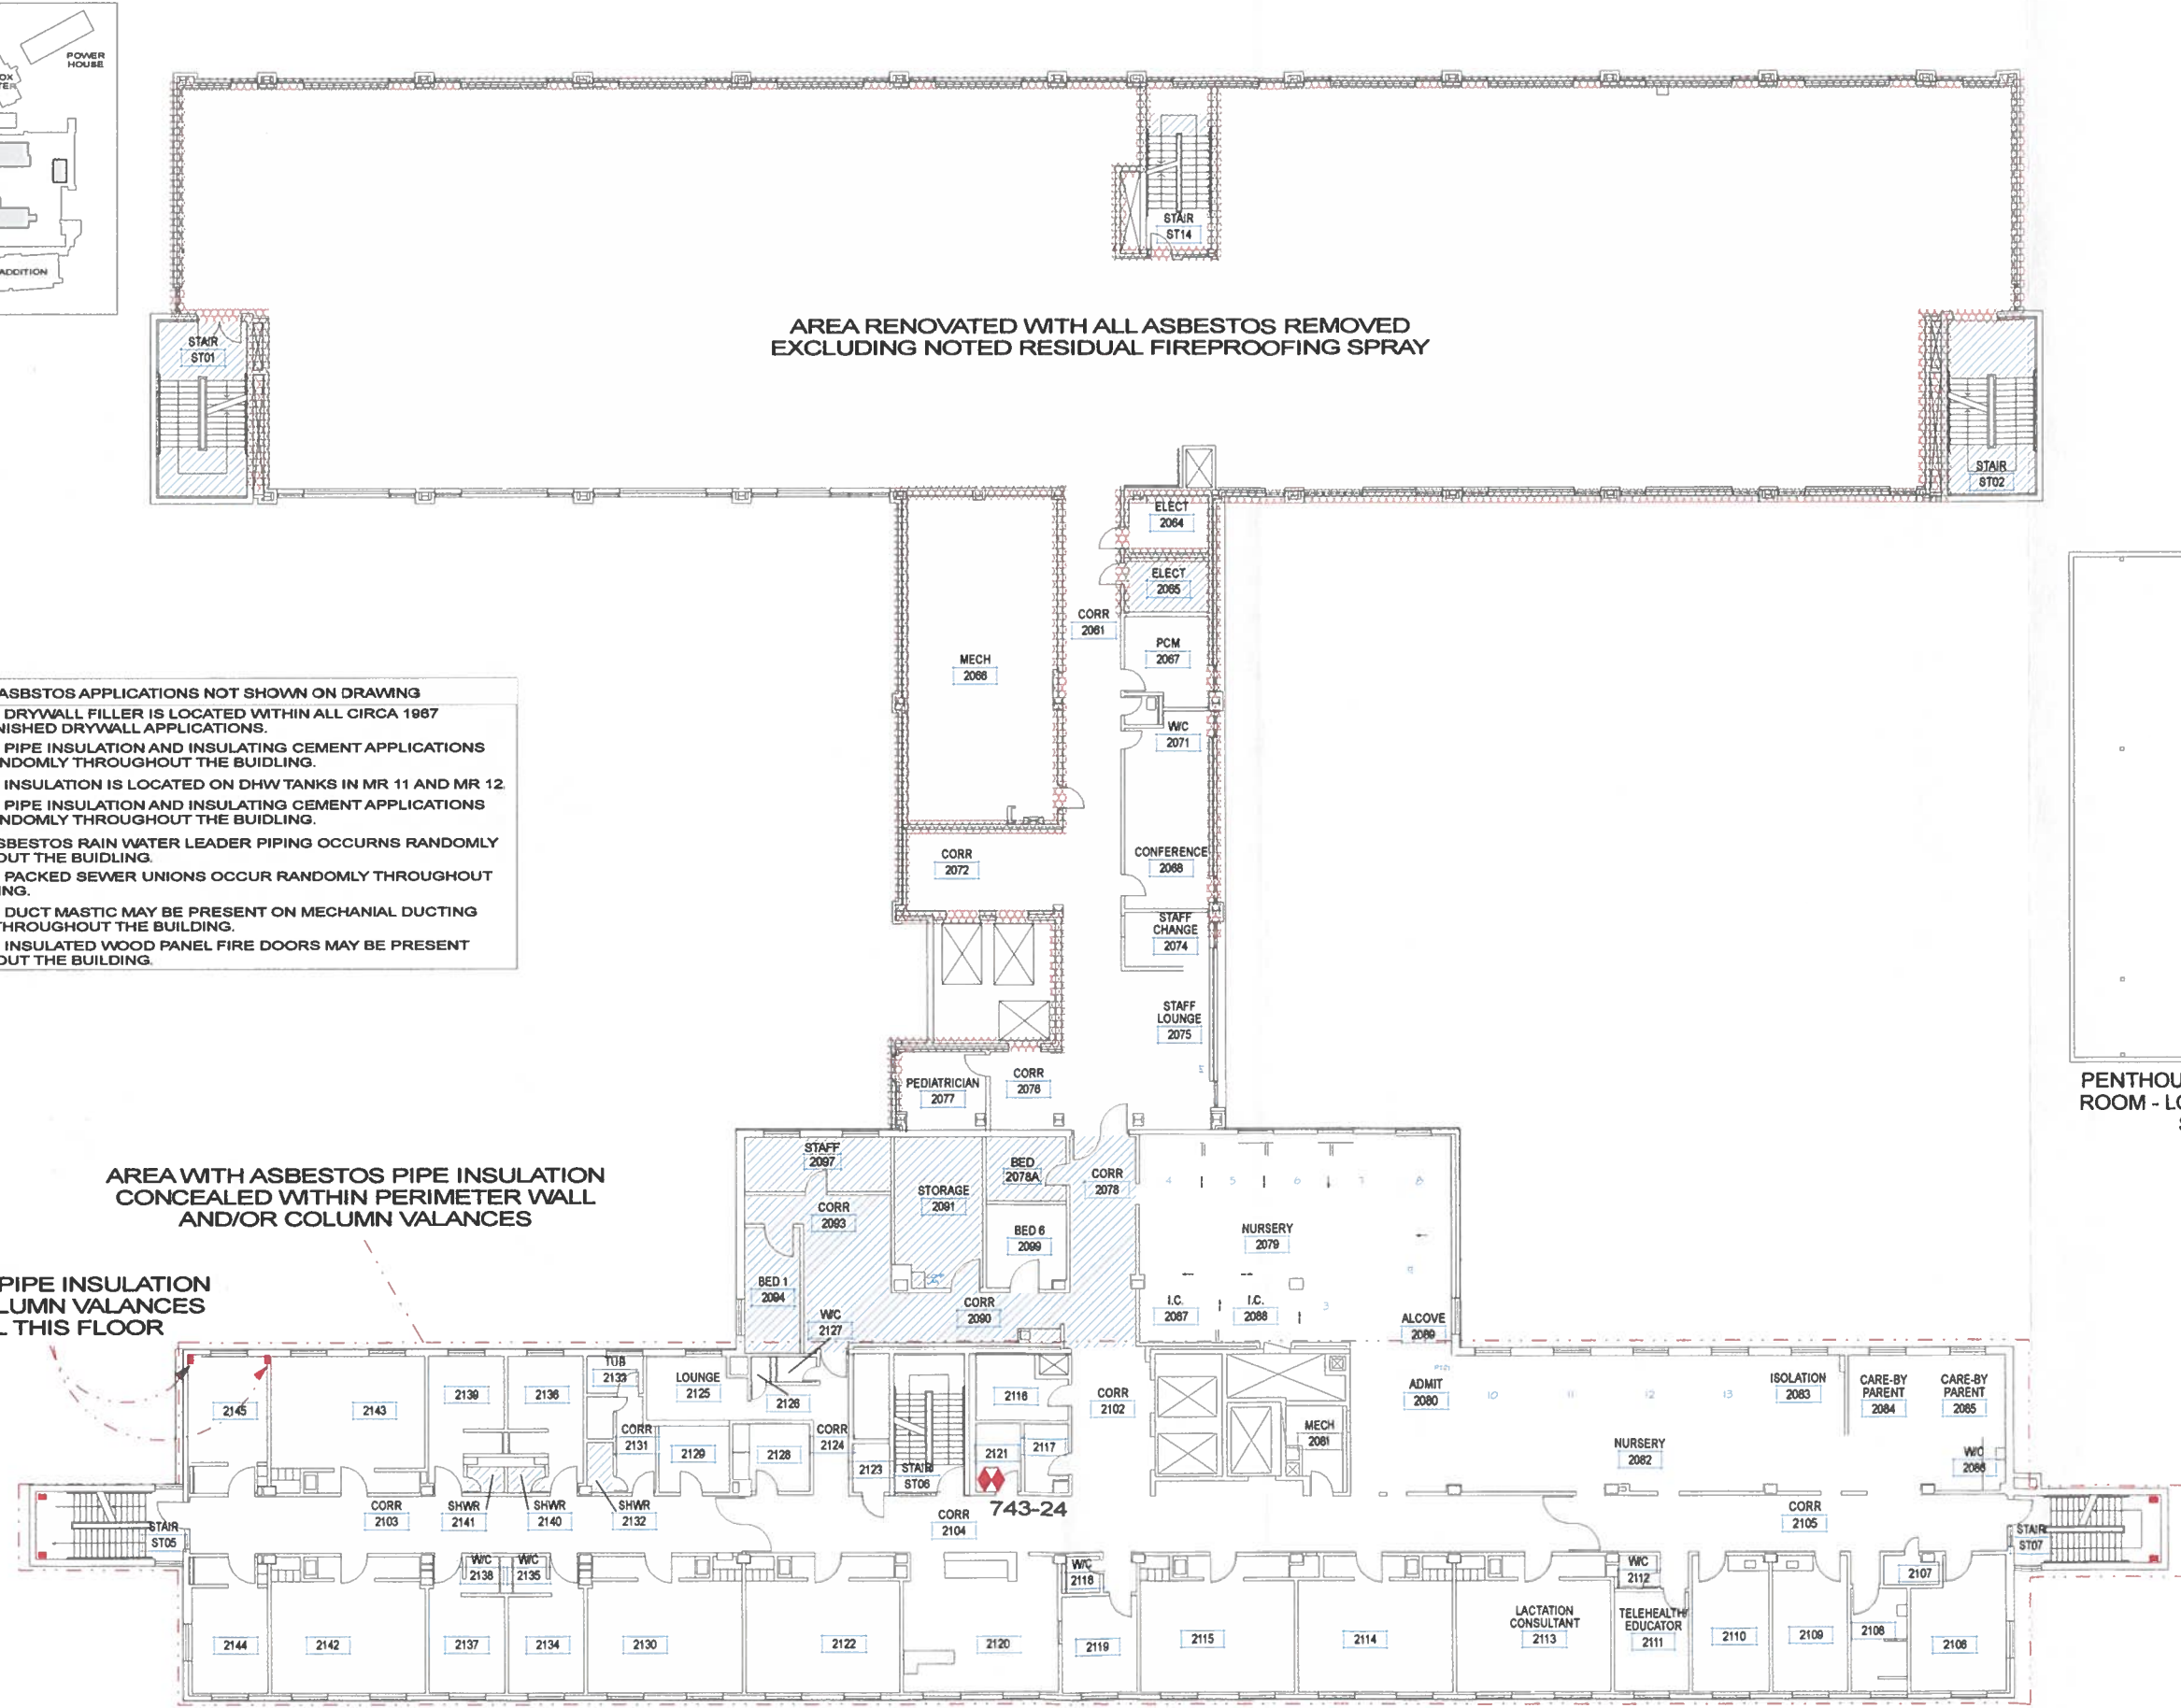 POWER
HOUSE
ADDITION
STAIR
ST14
AREA RENOVATED WITH ALL ASBESTOS REMOVED
EXCLUDING NOTED RESIDUAL FIREPROOFING SPRAY
STAIR
ST01
STAIR
ST02
ELECT
2064
ELECT
2065
CORR
2061
PCM
2067
MECH
2066
W/C
2071
ASBSTOS APPLICATIONS NOT SHOWN ON DRAWING
DRYWALL FILLER IS LOCATED WITHIN ALL CIRCA 1967
NISHED DRYWALL APPLICATIONS.
PIPE INSULATION AND INSULATING CEMENT APPLICATIONS
NDOMLY THROUGHOUT THE BUIDLING.
INSULATION IS LOCATED ON DHW TANKS IN MR 11 AND MR 12.
PIPE INSULATION AND INSULATING CEMENT APPLICATIONS
NDOMLY THROUGHOUT THE BUIDLING.
SBESTOS RAIN WATER LEADER PIPING OCCURNS RANDOMLY
OUT THE BUIDLING.
PACKED SEWER UNIONS OCCUR RANDOMLY THROUGHOUT
ING.
DUCT MASTIC MAY BE PRESENT ON MECHANIAL DUCTING
THROUGHOUT THE BUILDING.
INSULATED WOOD PANEL FIRE DOORS MAY BE PRESENT
OUT THE BUILDING.
CORR
2072
CONFERENCE
2068
STAFF
CHANGE
2074
STAFF
LOUNGE
2075
PEDIATRICIAN
2077
CORR
2076
PENTHOU
ROOM - LO
AREA WITH ASBESTOS PIPE INSULATION
CONCEALED WITHIN PERIMETER WALL
AND/OR COLUMN VALANCES
STAFF
2097
STORAGE
2091
BED
2078A
CORR
2078
4 5 6 7 8
CORR
2093
BED 6
2099
NURSERY
2079
PIPE INSULATION
LUMN VALANCES
L THIS FLOOR
BED 1
2094
W/C
2127
CORR
2090
I.C.
2087
I.C.
2088
3
ALCOVE
2089
TUB
2133
LOUNGE
2125
2126
2145
2143
2139
2136
2116
CORR
2102
ADMIT
2080
10 11 12 13
ISOLATION
2083
CARE-BY
PARENT
2084
CARE-BY
PARENT
2085
CORR
2131
2129
2128
CORR
2124
2123
STAIR
ST06
2121
2117
MECH
2081
NURSERY
2082
W/C
2086
743-24
STAIR
ST05
CORR
2103
SHWR
2141
SHWR
2140
SHWR
2132
CORR
2104
CORR
2105
STAIR
ST07
W/C
2138
W/C
2135
W/C
2118
W/C
2112
2107
2144
2142
2137
2134
2130
2122
2120
2119
2115
2114
LACTATION
CONSULTANT
2113
TELEHEALTH/
EDUCATOR
2111
2110
2109
2108
2106